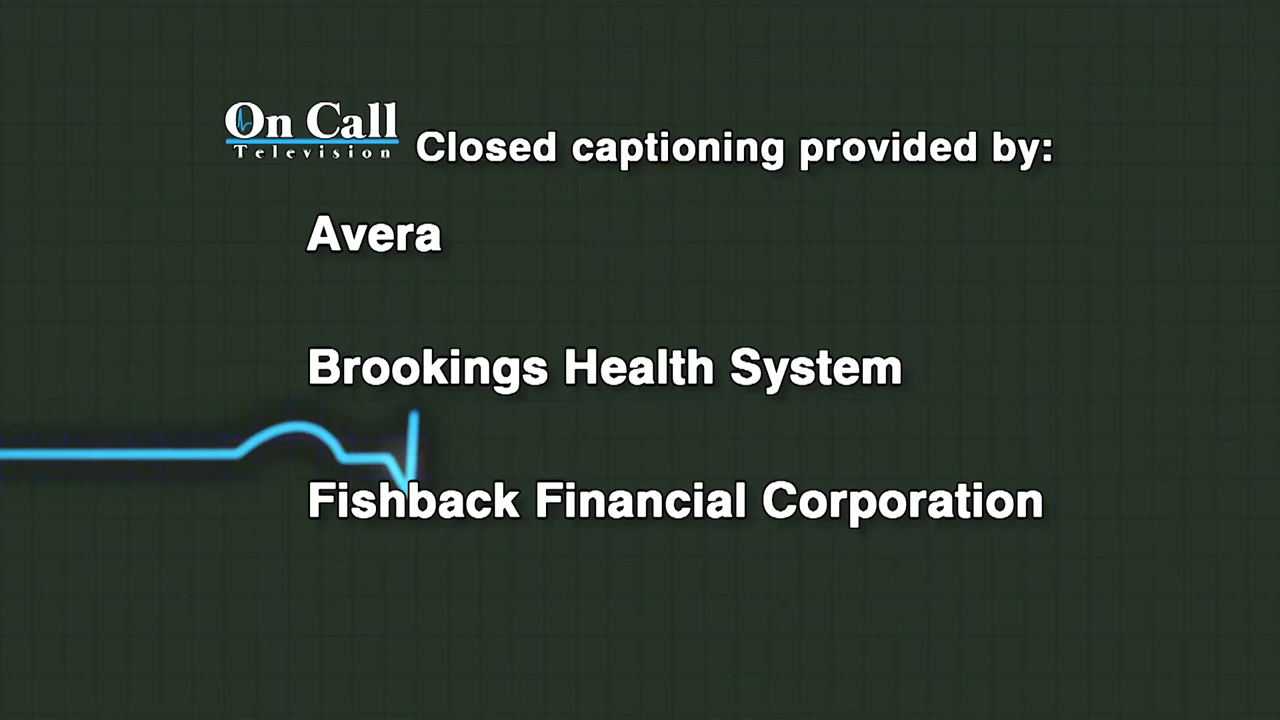 On Call
Television
Closed captioning provided by:
Avera
Brookings Health System
Fishback Financial Corporation